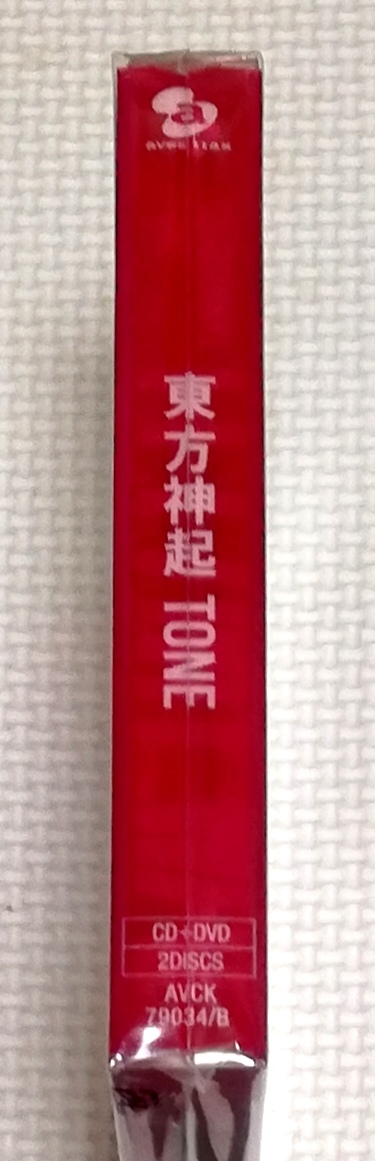 avex trax
東方神起 TONE
CD+DVD
2DISCS
AVCK
79034/B